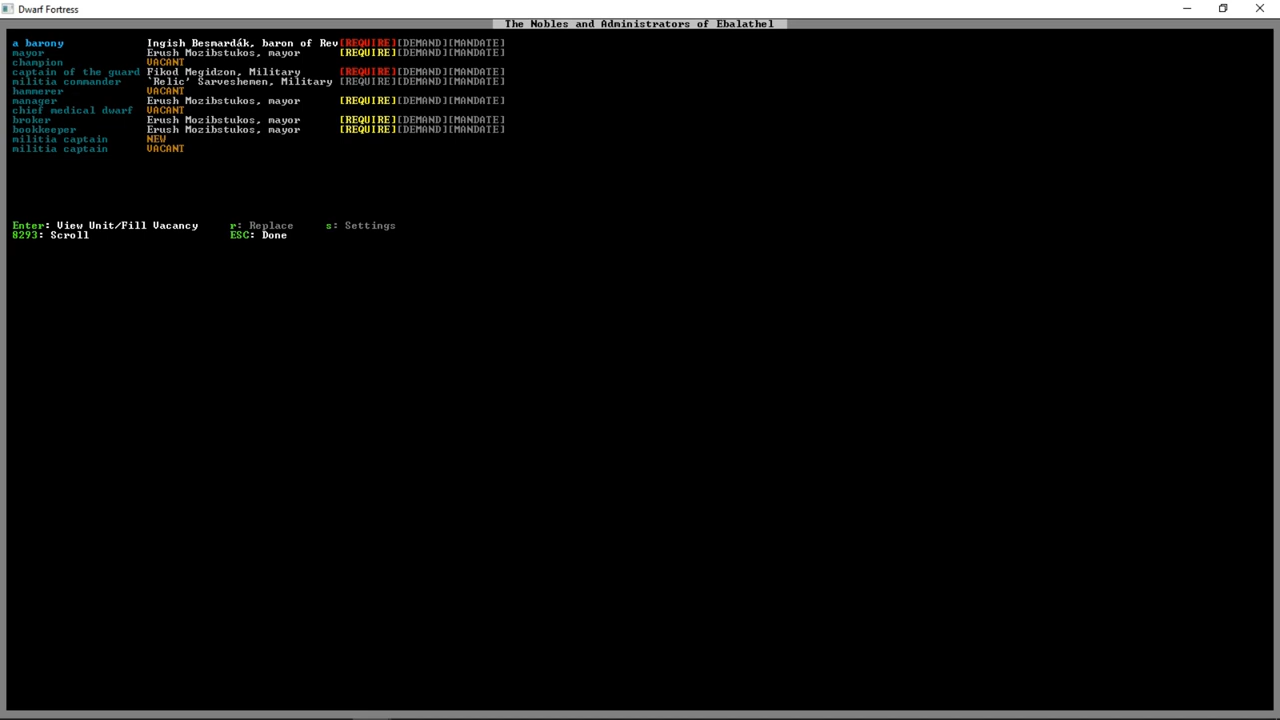 Dwarf Fortress
The Nobles and Administrators of Ebalathel
a barony Ingish Besmardák, baron of Rev[REQUIRE][DEMAND][MANDATE]
mayor Erush Mozibstukos, mayor [REQUIRE][DEMAND][MANDATE]
champion VACANT
captain of the guard Fikod Megidzon, Military [REQUIRE][DEMAND][MANDATE]
militia commander `Relic' Sarveshemen, Military [REQUIRE][DEMAND][MANDATE]
hammerer VACANT
manager Erush Mozibstukos, mayor [REQUIRE][DEMAND][MANDATE]
chief medical dwarf VACANT
broker Erush Mozibstukos, mayor [REQUIRE][DEMAND][MANDATE]
bookkeeper Erush Mozibstukos, mayor [REQUIRE][DEMAND][MANDATE]
militia captain NEW
militia captain VACANT
Enter: View Unit/Fill Vacancy r: Replace s: Settings
8293: Scroll ESC: Done